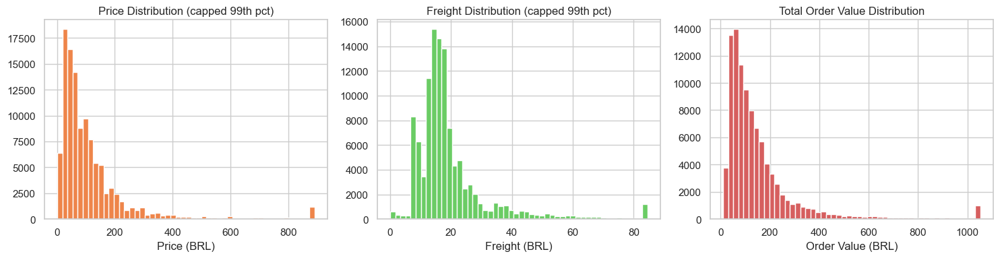 Price Distribution (capped 99th pct)
17500
15000
12500
10000
7500
5000
2500
0
0 200 400 600 800
Price (BRL)
Freight Distribution (capped 99th pct)
16000
14000
12000
10000
8000
6000
4000
2000
0
0 20 40 60 80
Freight (BRL)
Total Order Value Distribution
14000
12000
10000
8000
6000
4000
2000
0
0 200 400 600 800 1000
Order Value (BRL)